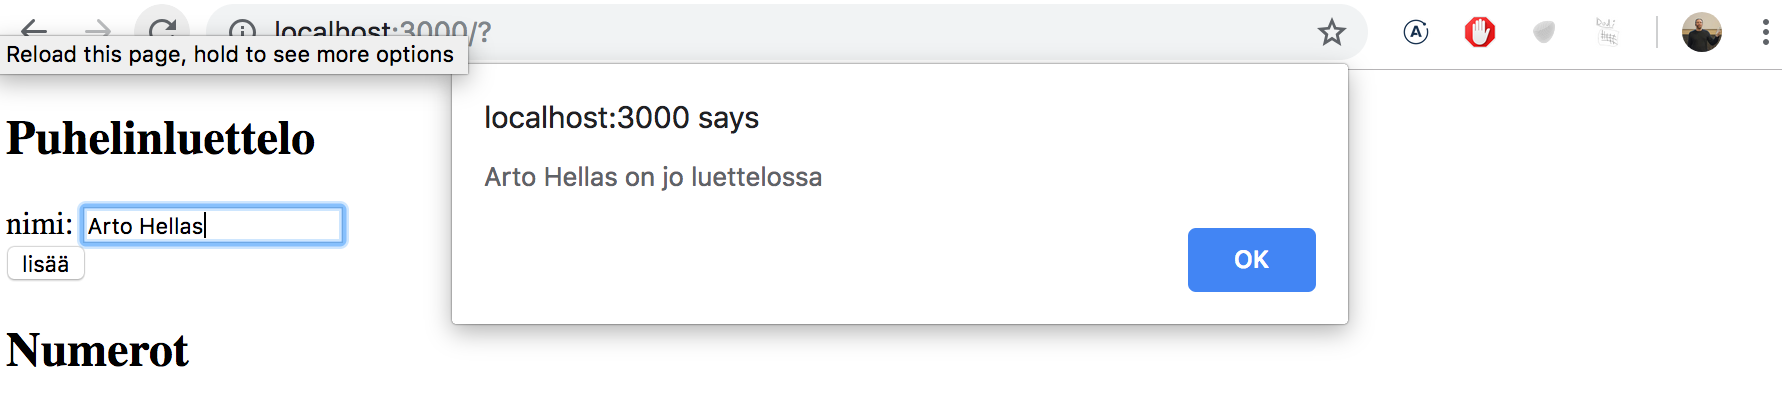 localhost:3000/?
Reload this page, hold to see more options
localhost:3000 says
Arto Hellas on jo luettelossa
OK
Puhelinluettelo
nimi: Arto Hellas
lisää
Numerot